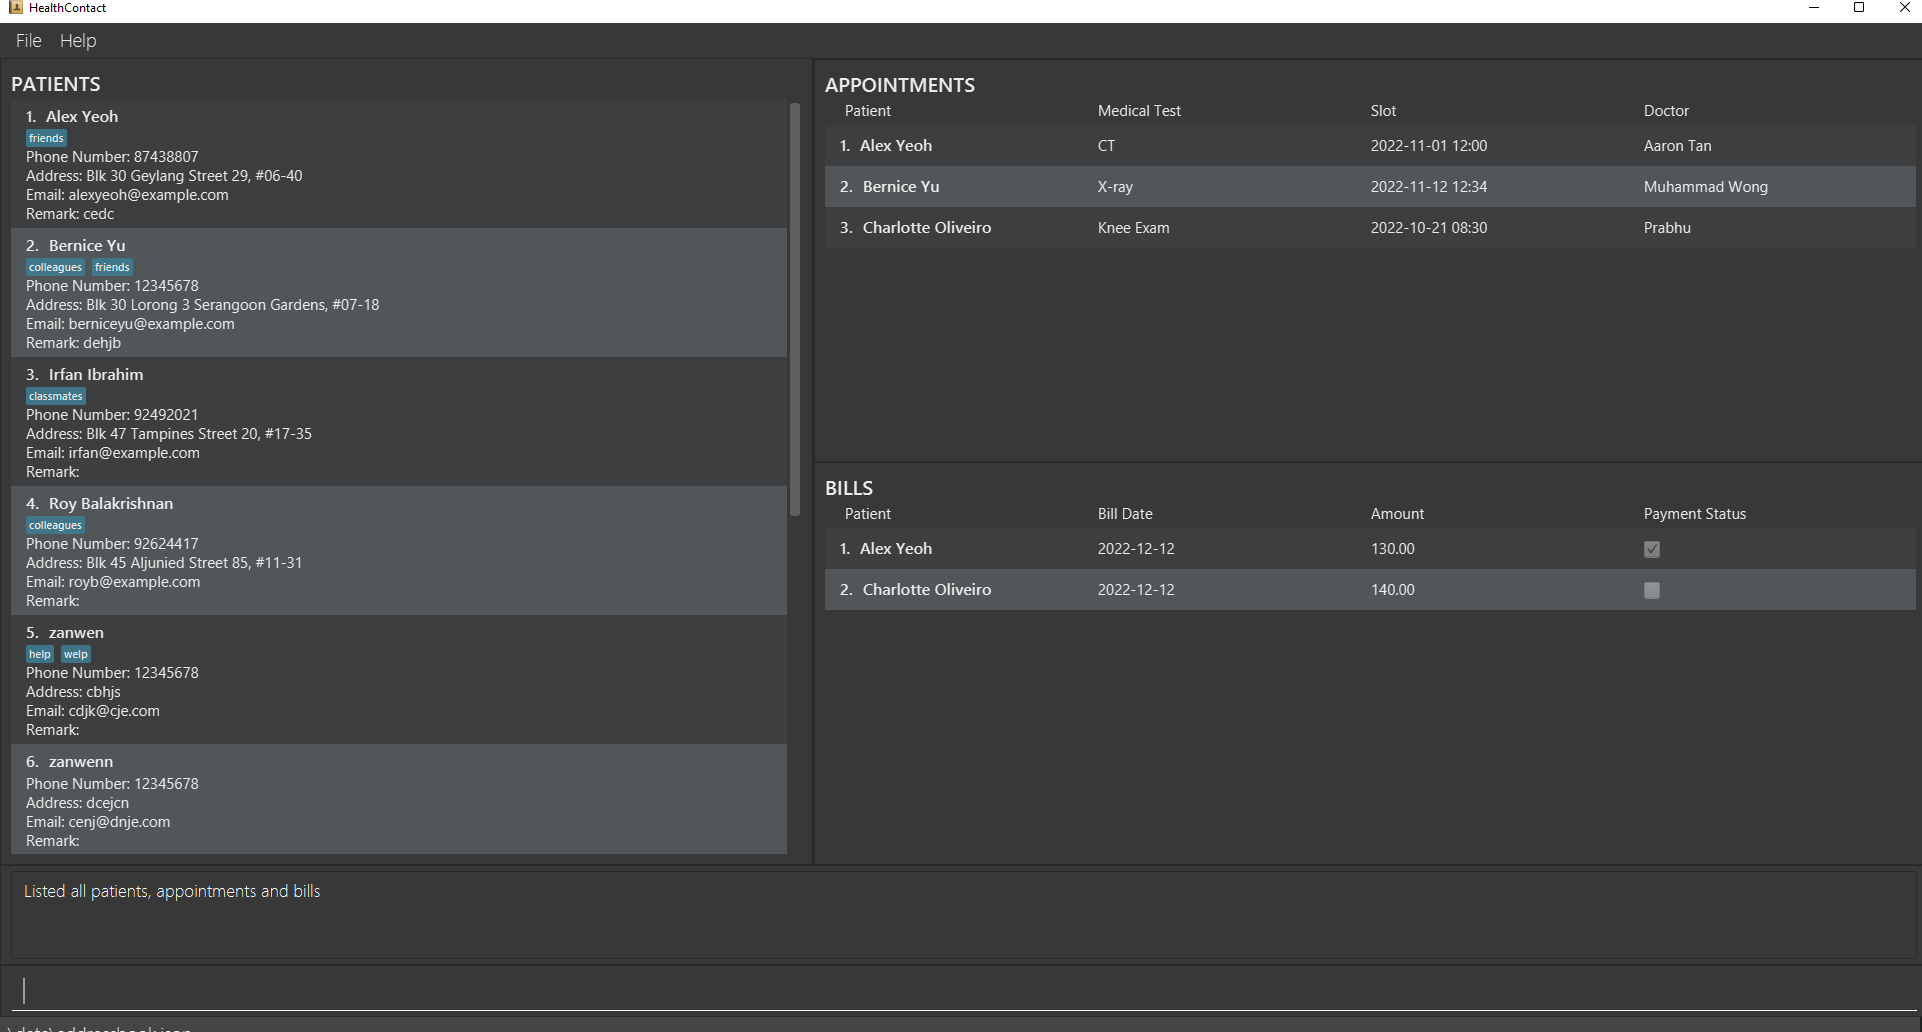 HealthContact
File Help
PATIENTS
1. Alex Yeoh
friends
Phone Number: 87438807
Address: Blk 30 Geylang Street 29, #06-40
Email: alexyeoh@example.com
Remark: cedc
2. Bernice Yu
colleagues friends
Phone Number: 12345678
Address: Blk 30 Lorong 3 Serangoon Gardens, #07-18
Email: berniceyu@example.com
Remark: dehjb
3. Irfan Ibrahim
classmates
Phone Number: 92492021
Address: Blk 47 Tampines Street 20, #17-35
Email: irfan@example.com
Remark:
4. Roy Balakrishnan
colleagues
Phone Number: 92624417
Address: Blk 45 Aljunied Street 85, #11-31
Email: royb@example.com
Remark:
5. zanwen
help welp
Phone Number: 12345678
Address: cbhjs
Email: cdjk@cje.com
Remark:
6. zanwenn
Phone Number: 12345678
Address: dcejcn
Email: cenj@dnje.com
Remark:
APPOINTMENTS
Patient Medical Test Slot Doctor
1. Alex Yeoh CT 2022-11-01 12:00 Aaron Tan
2. Bernice Yu X-ray 2022-11-12 12:34 Muhammad Wong
3. Charlotte Oliveiro Knee Exam 2022-10-21 08:30 Prabhu
BILLS
Patient Bill Date Amount Payment Status
1. Alex Yeoh 2022-12-12 130.00
2. Charlotte Oliveiro 2022-12-12 140.00
Listed all patients, appointments and bills